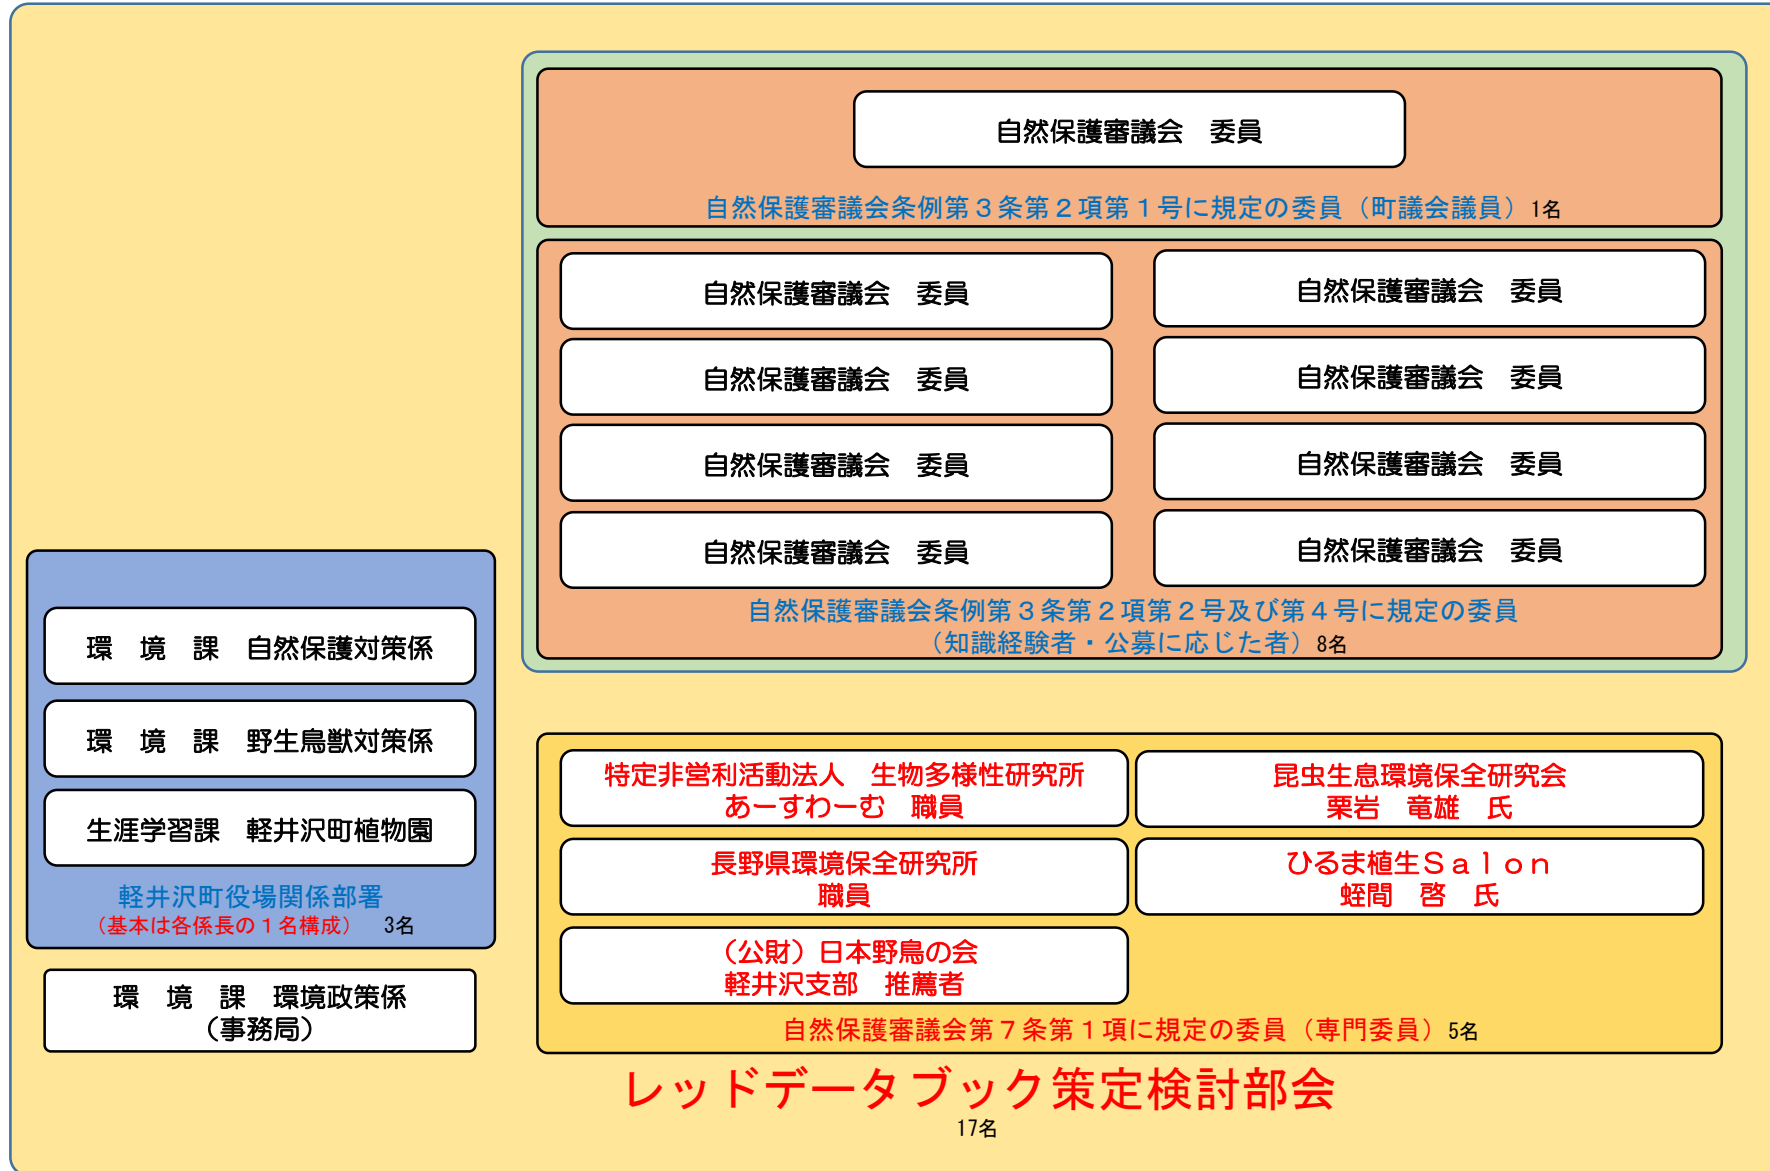 自然保護審議会　委員
自然保護審議会条例第３条第２項第１号に規定の委員（町議会議員）1名
自然保護審議会　委員
自然保護審議会　委員
自然保護審議会　委員
自然保護審議会　委員
自然保護審議会　委員
自然保護審議会　委員
自然保護審議会　委員
自然保護審議会　委員
自然保護審議会条例第３条第２項第２号及び第４号に規定の委員
（知識経験者・公募に応じた者）8名
環　境　課　自然保護対策係
環　境　課　野生鳥獣対策係
生涯学習課　軽井沢町植物園
軽井沢町役場関係部署
（基本は各係長の１名構成）　3名
環　境　課　環境政策係
（事務局）
特定非営利活動法人　生物多様性研究所
あーすわーむ　職員
昆虫生息環境保全研究会
栗岩　竜雄　氏
長野県環境保全研究所
職員
ひるま植生Ｓａｌｏｎ
蛭間　啓　氏
（公財）日本野鳥の会
軽井沢支部　推薦者
自然保護審議会第７条第１項に規定の委員（専門委員）5名
レッドデータブック策定検討部会
17名